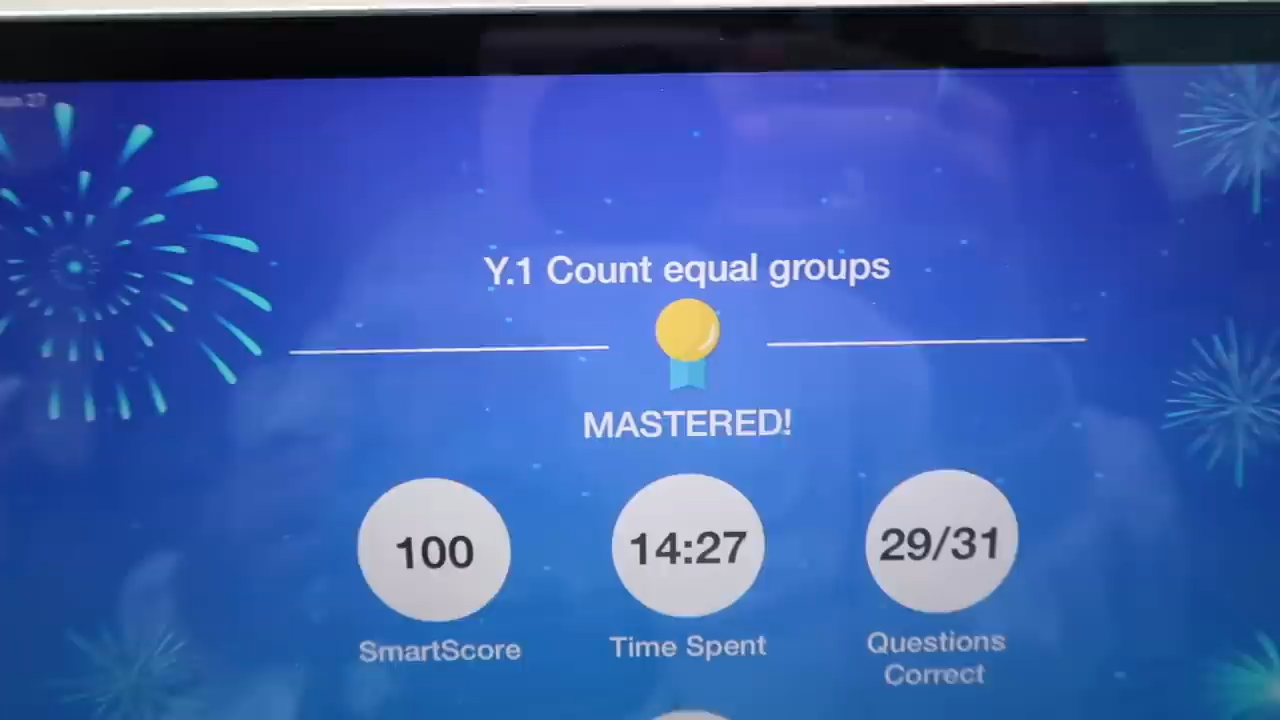 Y.1 Count equal groups
MASTERED!
100
14:27
29/31
SmartScore
Time Spent
Questions
Correct